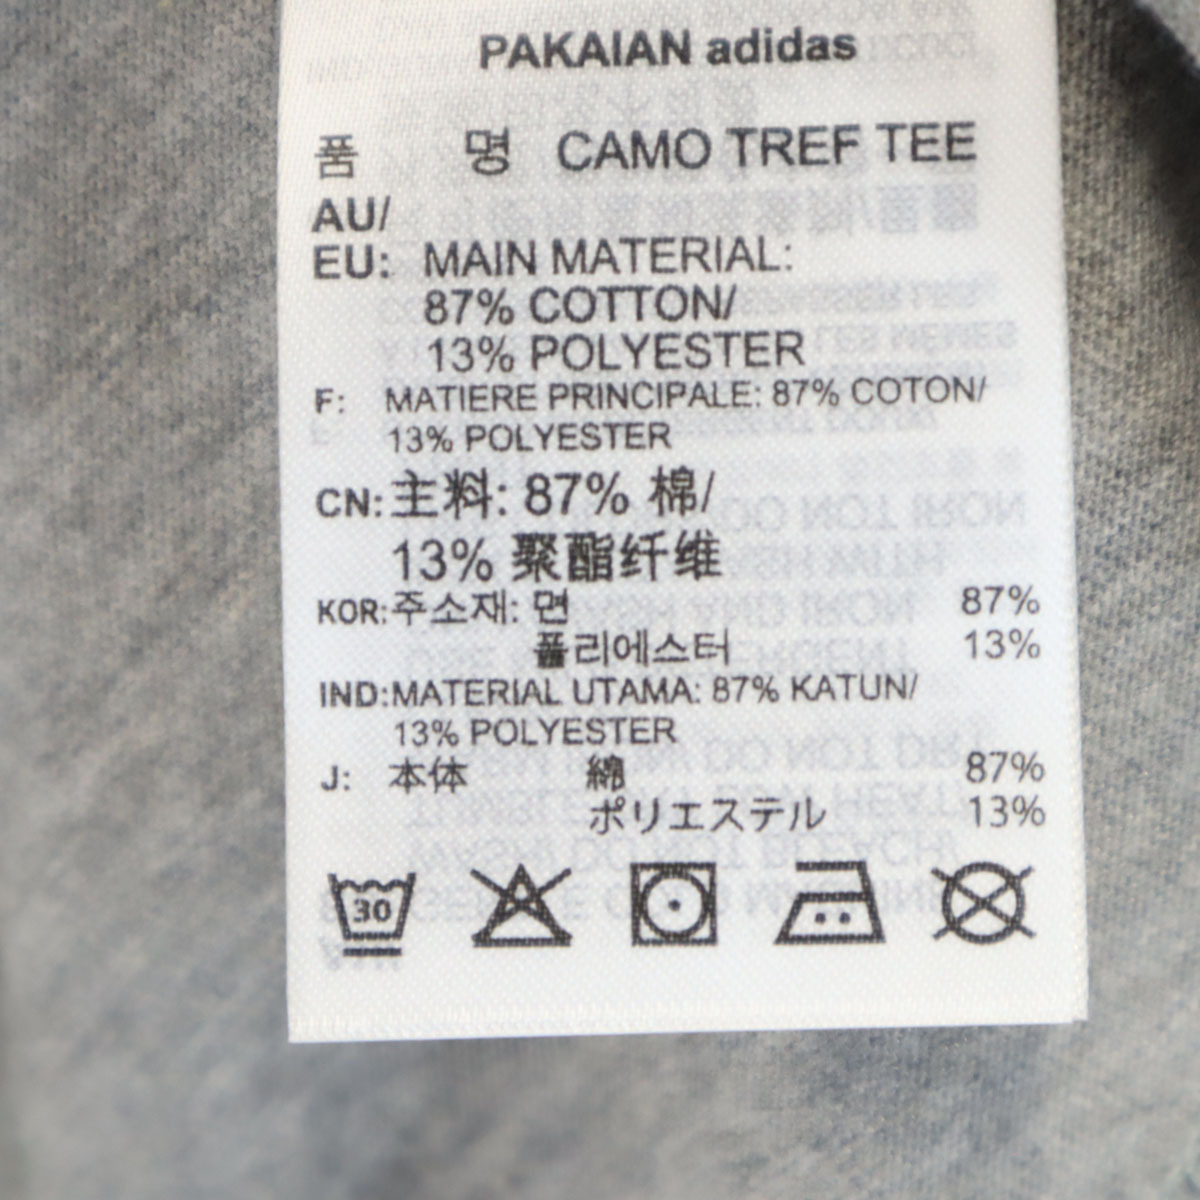 PAKAIAN adidas
품 명 CAMO TREF TEE
AU/
EU: MAIN MATERIAL:
87% COTTON/
13% POLYESTER
F: MATIERE PRINCIPALE: 87% COTON/
13% POLYESTER
CN: 主料: 87% 棉/
13% 聚酯纤维
KOR: 주소재: 면 87%
폴리에스터 13%
IND: MATERIAL UTAMA: 87% KATUN/
13% POLYESTER
J: 本体 綿 87%
ポリエステル 13%
30